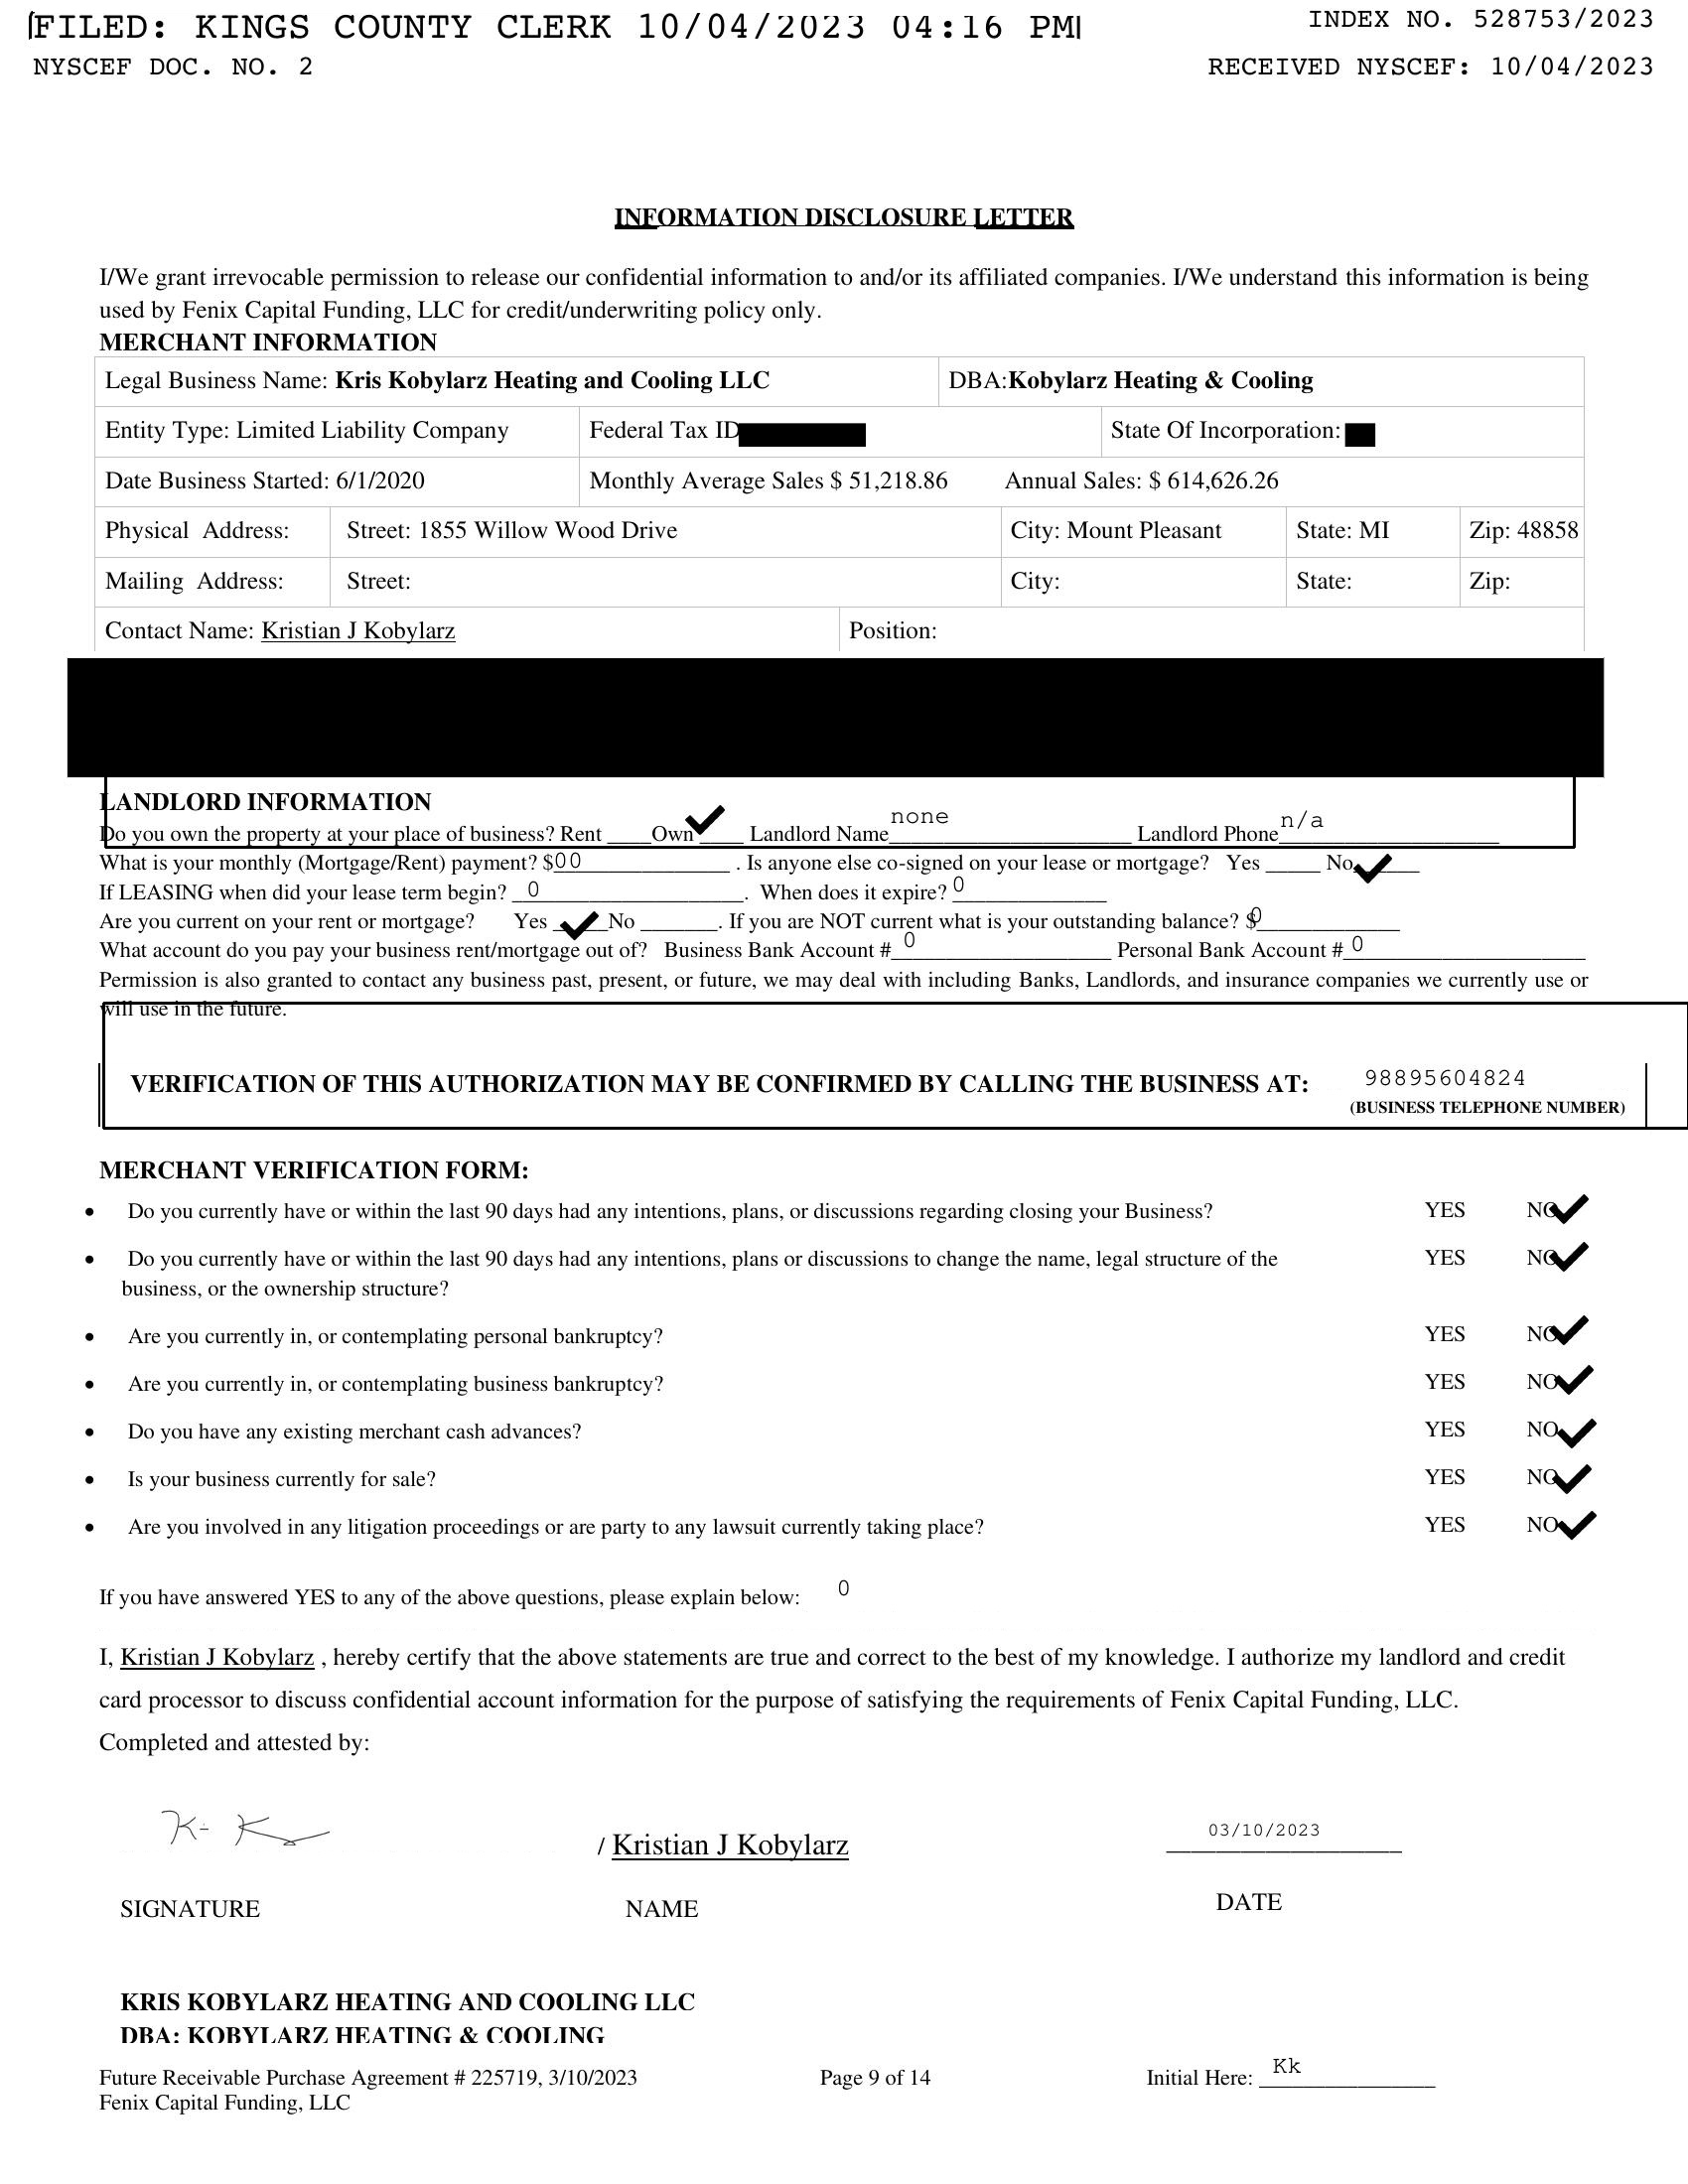 FILED: KINGS COUNTY CLERK 10/04/2023 04:16 PM
INDEX NO. 528753/2023
NYSCEF DOC. NO. 2
RECEIVED NYSCEF: 10/04/2023
INFORMATION DISCLOSURE LETTER
I/We grant irrevocable permission to release our confidential information to and/or its affiliated companies. I/We understand this information is being
used by Fenix Capital Funding, LLC for credit/underwriting policy only.
MERCHANT INFORMATION
Legal Business Name: Kris Kobylarz Heating and Cooling LLC DBA:Kobylarz Heating & Cooling
Entity Type: Limited Liability Company Federal Tax ID State Of Incorporation:
Date Business Started: 6/1/2020 Monthly Average Sales $ 51,218.86 Annual Sales: $ 614,626.26
Physical Address: Street: 1855 Willow Wood Drive City: Mount Pleasant State: MI Zip: 48858
Mailing Address: Street: City: State: Zip:
Contact Name: Kristian J Kobylarz Position:
LANDLORD INFORMATION
Do you own the property at your place of business? Rent ____Own ✔____ Landlord Name none Landlord Phone n/a
What is your monthly (Mortgage/Rent) payment? $00 . Is anyone else co-signed on your lease or mortgage? Yes _____ No ✔
If LEASING when did your lease term begin? 0 . When does it expire? 0
Are you current on your rent or mortgage? Yes ✔ No _______. If you are NOT current what is your outstanding balance? $0
What account do you pay your business rent/mortgage out of? Business Bank Account # 0 Personal Bank Account # 0
Permission is also granted to contact any business past, present, or future, we may deal with including Banks, Landlords, and insurance companies we currently use or
will use in the future.
VERIFICATION OF THIS AUTHORIZATION MAY BE CONFIRMED BY CALLING THE BUSINESS AT: 98895604824
(BUSINESS TELEPHONE NUMBER)
MERCHANT VERIFICATION FORM:
• Do you currently have or within the last 90 days had any intentions, plans, or discussions regarding closing your Business? YES NO ✔
• Do you currently have or within the last 90 days had any intentions, plans or discussions to change the name, legal structure of the YES NO ✔
business, or the ownership structure?
• Are you currently in, or contemplating personal bankruptcy? YES NO ✔
• Are you currently in, or contemplating business bankruptcy? YES NO ✔
• Do you have any existing merchant cash advances? YES NO ✔
• Is your business currently for sale? YES NO ✔
• Are you involved in any litigation proceedings or are party to any lawsuit currently taking place? YES NO ✔
If you have answered YES to any of the above questions, please explain below: 0
I, Kristian J Kobylarz , hereby certify that the above statements are true and correct to the best of my knowledge. I authorize my landlord and credit
card processor to discuss confidential account information for the purpose of satisfying the requirements of Fenix Capital Funding, LLC.
Completed and attested by:
K- K / Kristian J Kobylarz 03/10/2023
SIGNATURE NAME DATE
KRIS KOBYLARZ HEATING AND COOLING LLC
DBA: KOBYLARZ HEATING & COOLING
Future Receivable Purchase Agreement # 225719, 3/10/2023 Page 9 of 14 Initial Here: Kk
Fenix Capital Funding, LLC